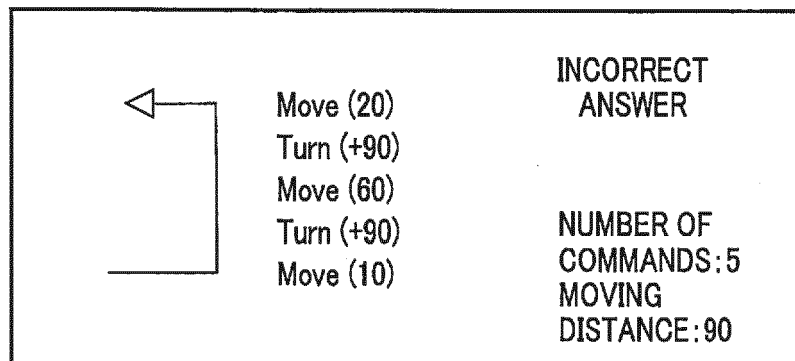 Move (20)
Turn (+90)
Move (60)
Turn (+90)
Move (10)
INCORRECT
ANSWER
NUMBER OF
COMMANDS:5
MOVING
DISTANCE:90